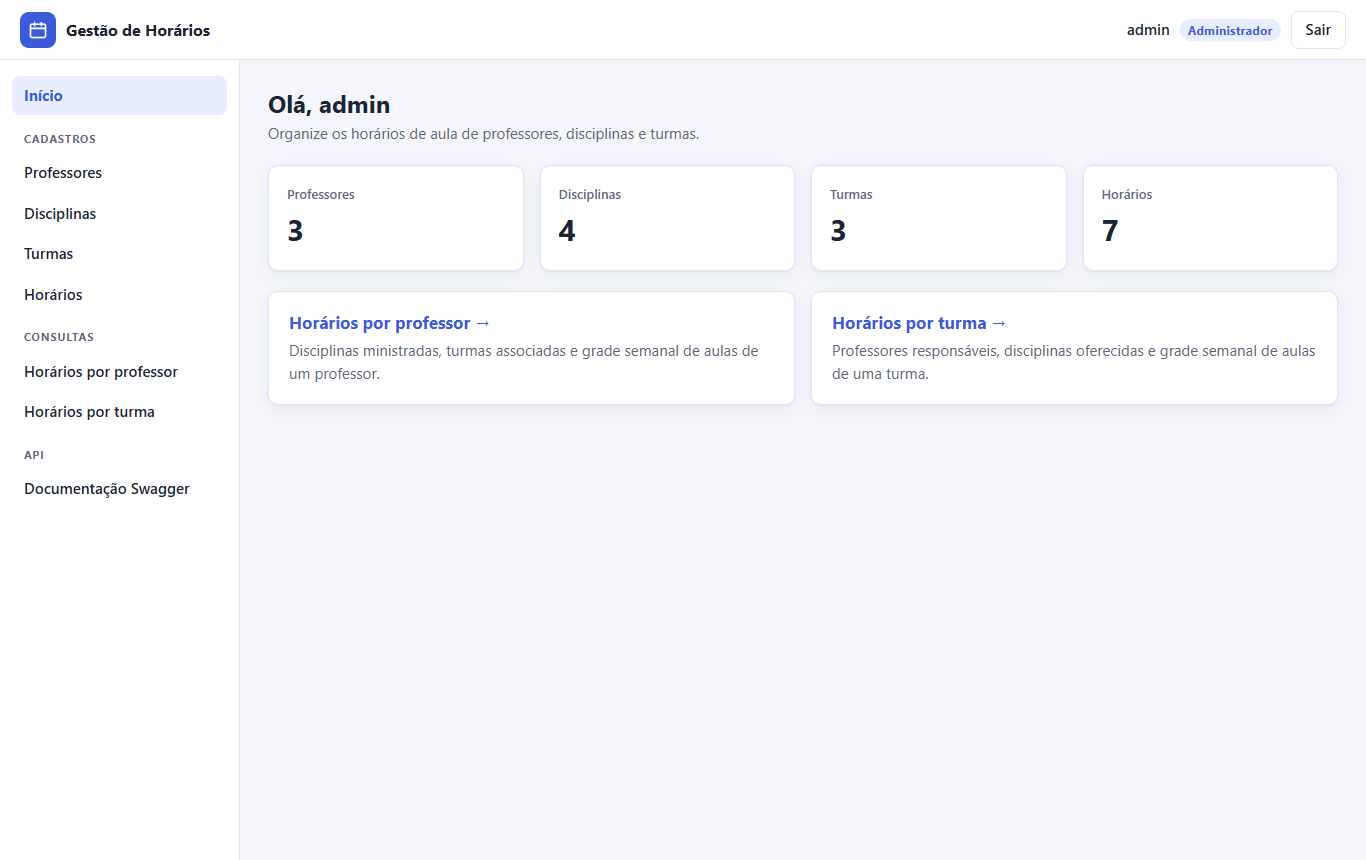 Gestão de Horários
admin
Administrador
Sair
Início
CADASTROS
Professores
Disciplinas
Turmas
Horários
CONSULTAS
Horários por professor
Horários por turma
API
Documentação Swagger
Olá, admin
Organize os horários de aula de professores, disciplinas e turmas.
Professores
3
Disciplinas
4
Turmas
3
Horários
7
Horários por professor →
Disciplinas ministradas, turmas associadas e grade semanal de aulas de
um professor.
Horários por turma →
Professores responsáveis, disciplinas oferecidas e grade semanal de aulas
de uma turma.